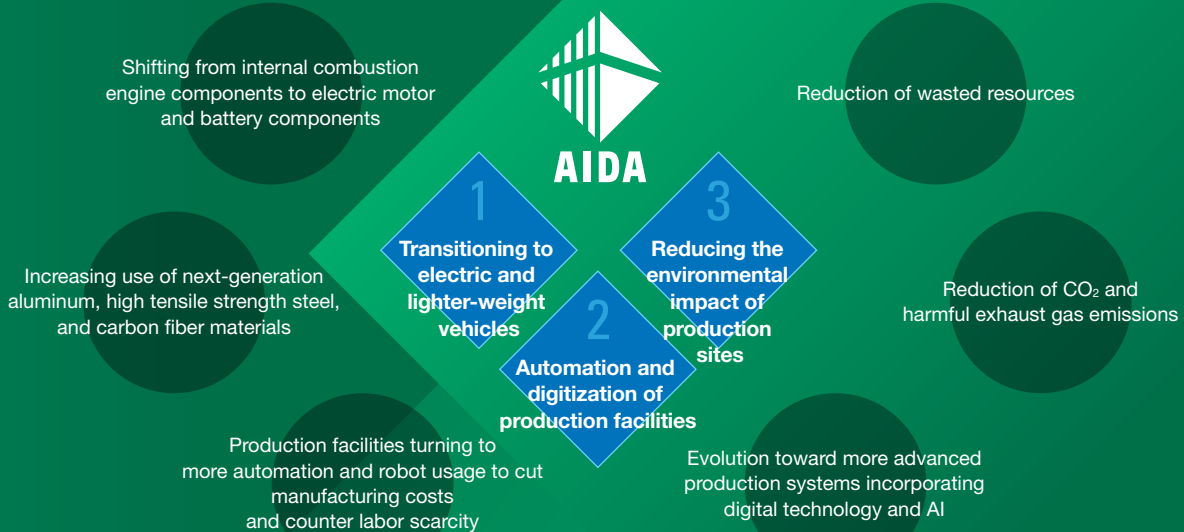 AIDA
Shifting from internal combustion
engine components to electric motor
and battery components
Increasing use of next-generation
aluminum, high tensile strength steel,
and carbon fiber materials
1
Transitioning to
electric and
lighter-weight
vehicles
2
Automation and
digitization of
production facilities
3
Reducing the
environmental
impact of
production
sites
Reduction of wasted resources
Reduction of CO₂ and
harmful exhaust gas emissions
Production facilities turning to
more automation and robot usage to cut
manufacturing costs
and counter labor scarcity
Evolution toward more advanced
production systems incorporating
digital technology and AI